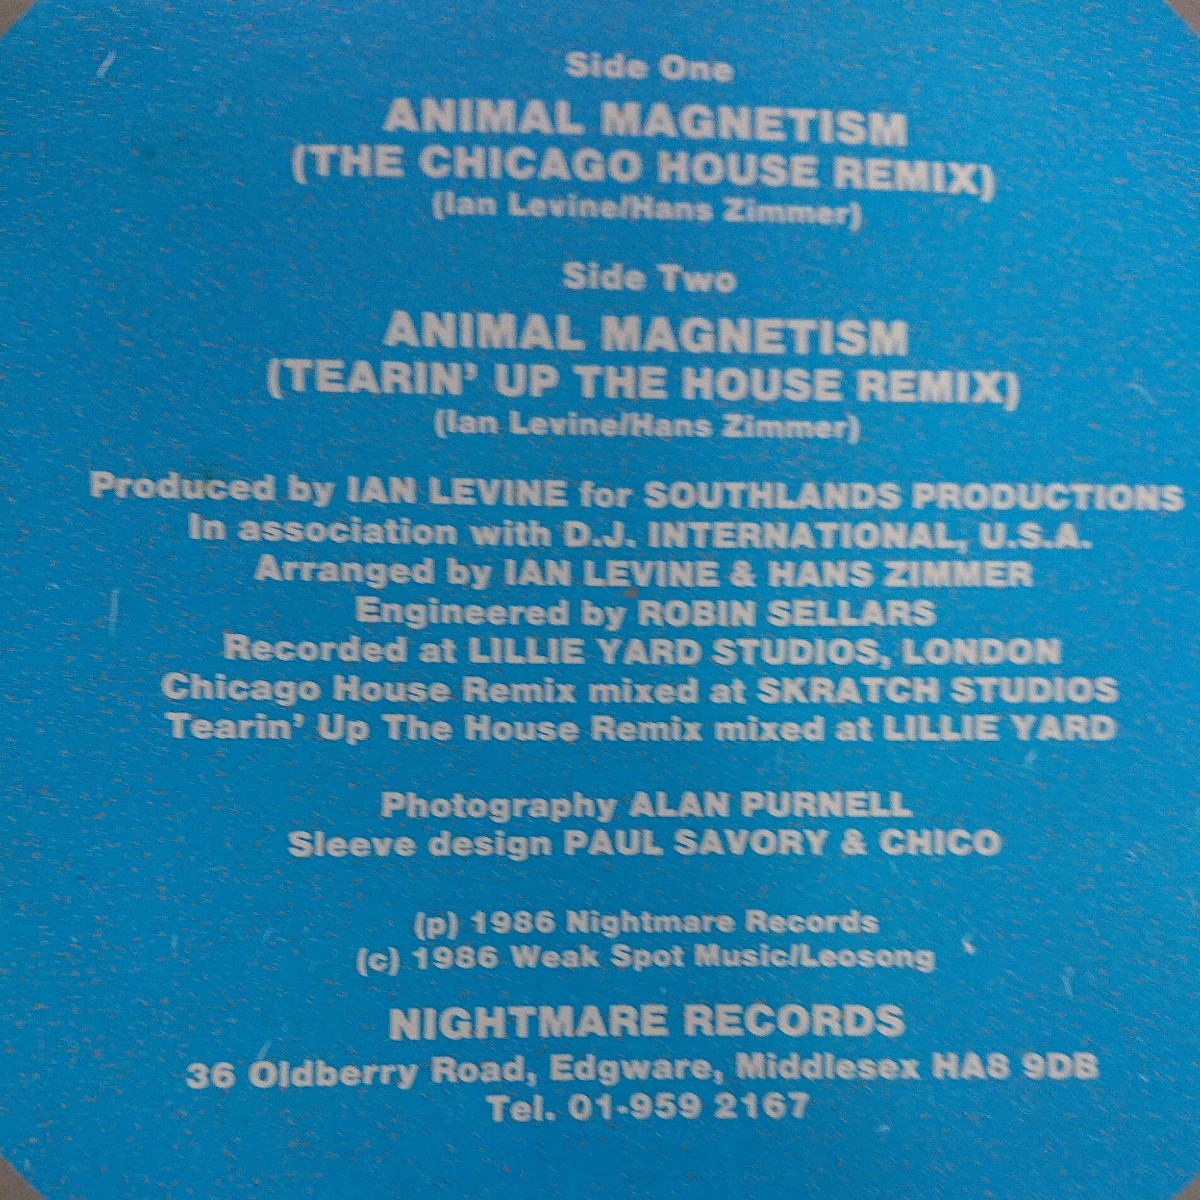 Side One
ANIMAL MAGNETISM
(THE CHICAGO HOUSE REMIX)
(Ian Levine/Hans Zimmer)
Side Two
ANIMAL MAGNETISM
(TEARIN' UP THE HOUSE REMIX)
(Ian Levine/Hans Zimmer)
Produced by IAN LEVINE for SOUTHLANDS PRODUCTIONS
In association with D.J. INTERNATIONAL, U.S.A.
Arranged by IAN LEVINE & HANS ZIMMER
Engineered by ROBIN SELLARS
Recorded at LILLIE YARD STUDIOS, LONDON
Chicago House Remix mixed at SKRATCH STUDIOS
Tearin' Up The House Remix mixed at LILLIE YARD
Photography ALAN PURNELL
Sleeve design PAUL SAVORY & CHICO
(p) 1986 Nightmare Records
(c) 1986 Weak Spot Music/Leosong
NIGHTMARE RECORDS
36 Oldberry Road, Edgware, Middlesex HA8 9DB
Tel. 01-959 2167